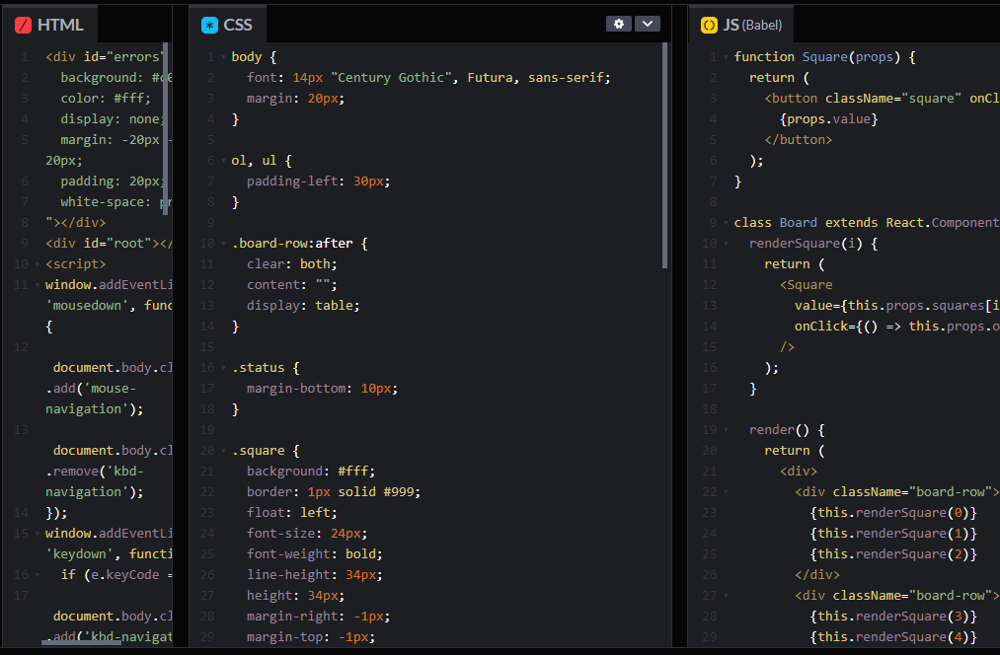 HTML
1 <div id="errors"
2 background: #c0
3 color: #fff;
4 display: none;
5 margin: -20px -
20px;
6 padding: 20px;
7 white-space: pr
8 "></div>
9 <div id="root"></
10 <script>
11 window.addEventLi
'mousedown', func
{
12
document.body.cl
.add('mouse-
navigation');
13
document.body.cl
.remove('kbd-
navigation');
14 });
15 window.addEventLi
'keydown', functi
16 if (e.keyCode =
17
document.body.cl
.add('kbd-navigat
CSS
1 body {
2 font: 14px "Century Gothic", Futura, sans-serif;
3 margin: 20px;
4 }
5
6 ol, ul {
7 padding-left: 30px;
8 }
9
10 .board-row:after {
11 clear: both;
12 content: "";
13 display: table;
14 }
15
16 .status {
17 margin-bottom: 10px;
18 }
19
20 .square {
21 background: #fff;
22 border: 1px solid #999;
23 float: left;
24 font-size: 24px;
25 font-weight: bold;
26 line-height: 34px;
27 height: 34px;
28 margin-right: -1px;
29 margin-top: -1px;
JS (Babel)
1 function Square(props) {
2 return (
3 <button className="square" onCl
4 {props.value}
5 </button>
6 );
7 }
8
9 class Board extends React.Component
10 renderSquare(i) {
11 return (
12 <Square
13 value={this.props.squares[i
14 onClick={() => this.props.o
15 />
16 );
17 }
18
19 render() {
20 return (
21 <div>
22 <div className="board-row">
23 {this.renderSquare(0)}
24 {this.renderSquare(1)}
25 {this.renderSquare(2)}
26 </div>
27 <div className="board-row">
28 {this.renderSquare(3)}
29 {this.renderSquare(4)}